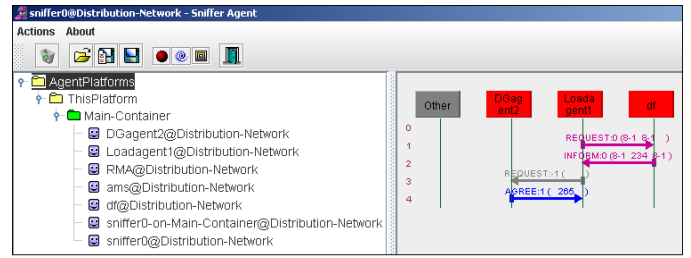 sniffer0@Distribution-Network - Sniffer Agent
Actions About
AgentPlatforms
ThisPlatform
Main-Container
DGagent2@Distribution-Network
Loadagent1@Distribution-Network
RMA@Distribution-Network
ams@Distribution-Network
df@Distribution-Network
sniffer0-on-Main-Container@Distribution-Network
sniffer0@Distribution-Network
Other
DGag
ent2
Loada
gent1
df
0
REQUEST:0 (8-1 8-1 )
1
INFORM:0 (8-1 234 8-1 )
2
REQUEST:-1 ( )
3
AGREE:1 ( 265 )
4